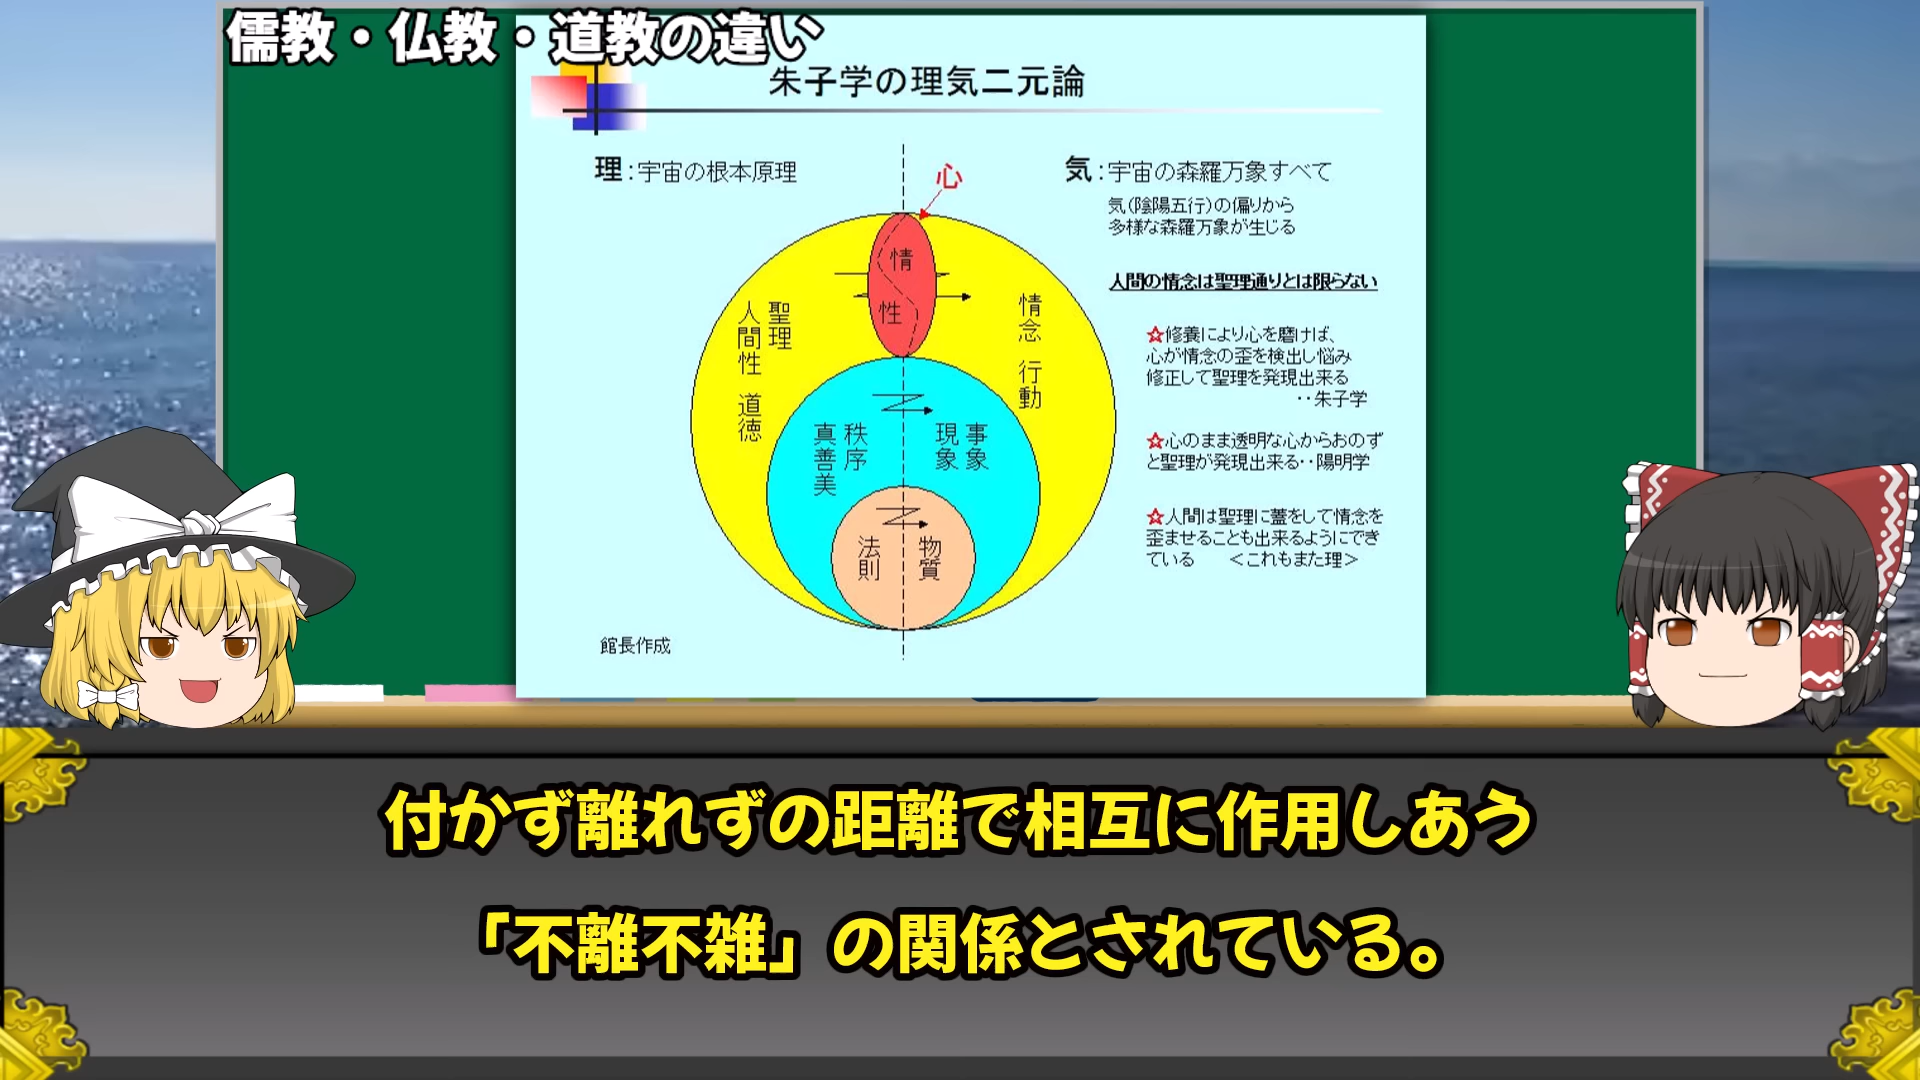 儒教・仏教・道教の違い
朱子学の理気二元論
理:宇宙の根本原理
心
気:宇宙の森羅万象すべて
気(陰陽五行)の偏りから
多様な森羅万象が生じる
人間の情念は聖理通りとは限らない
情
性
聖理
人間性 道徳
情念 行動
☆修養により心を磨けば、
心が情念の歪を検出し悩み
修正して聖理を発現出来る
‥朱子学
秩序
真善美
事象
現象
☆心のまま透明な心からおのず
と聖理が発現出来る‥陽明学
法則
物質
☆人間は聖理に蓋をして情念を
歪ませることも出来るようにでき
ている <これもまた理>
館長作成
付かず離れずの距離で相互に作用しあう
「不離不雑」の関係とされている。